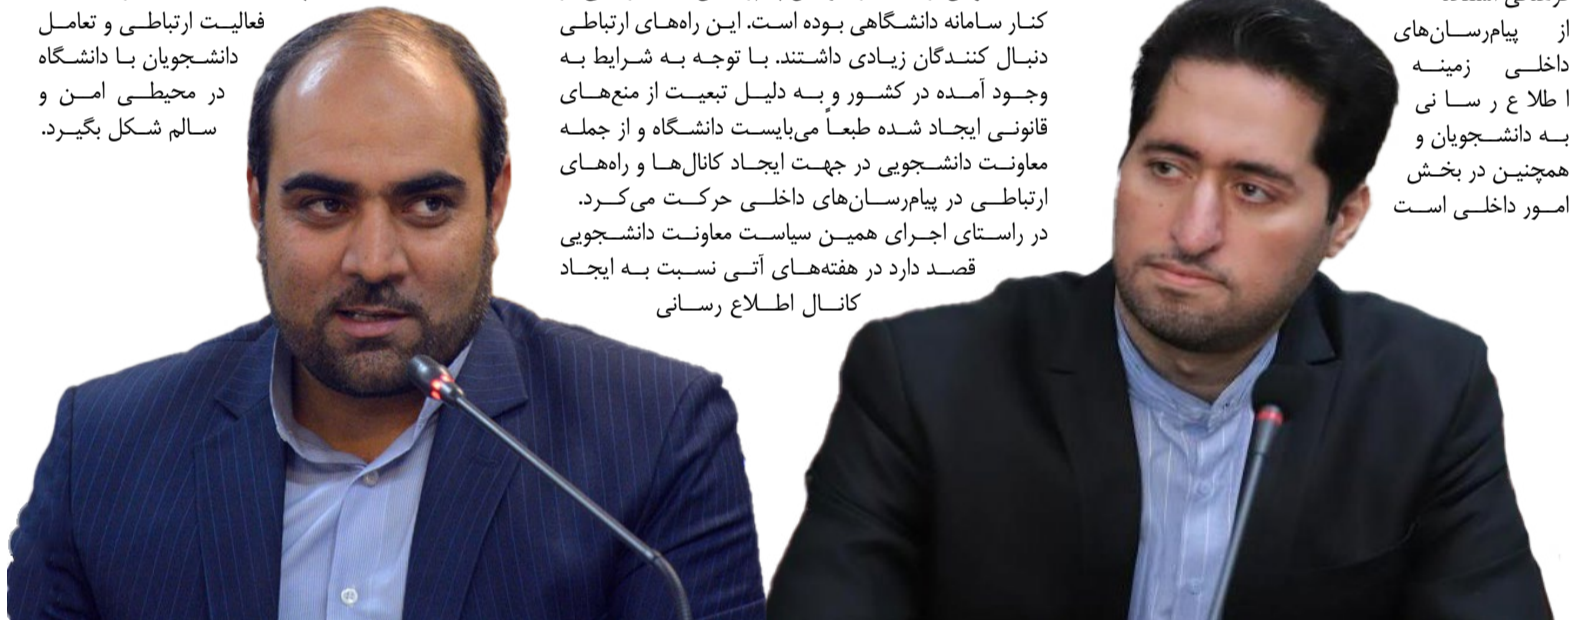 از پیام‌رسان‌های
داخلی زمینه
اطلاع رسانی
به دانشجویان و
همچنین در بخش
امور داخلی است
کنار سامانه دانشگاهی بوده است. این راه‌های ارتباطی
دنبال کنندگان زیادی داشتند. با توجه به شرایط به
وجود آمده در کشور و به دلیل تبعیت از منع‌های
قانونی ایجاد شده طبعاً می‌بایست دانشگاه و از جمله
معاونت دانشجویی در جهت ایجاد کانال‌ها و راه‌های
ارتباطی در پیام‌رسان‌های داخلی حرکت می‌کرد.
در راستای اجرای همین سیاست معاونت دانشجویی
قصد دارد در هفته‌های آتی نسبت به ایجاد
کانال اطلاع رسانی
فعالیت ارتباطی و تعامل
دانشجویان با دانشگاه
در محیطی امن و
سالم شکل بگیرد.